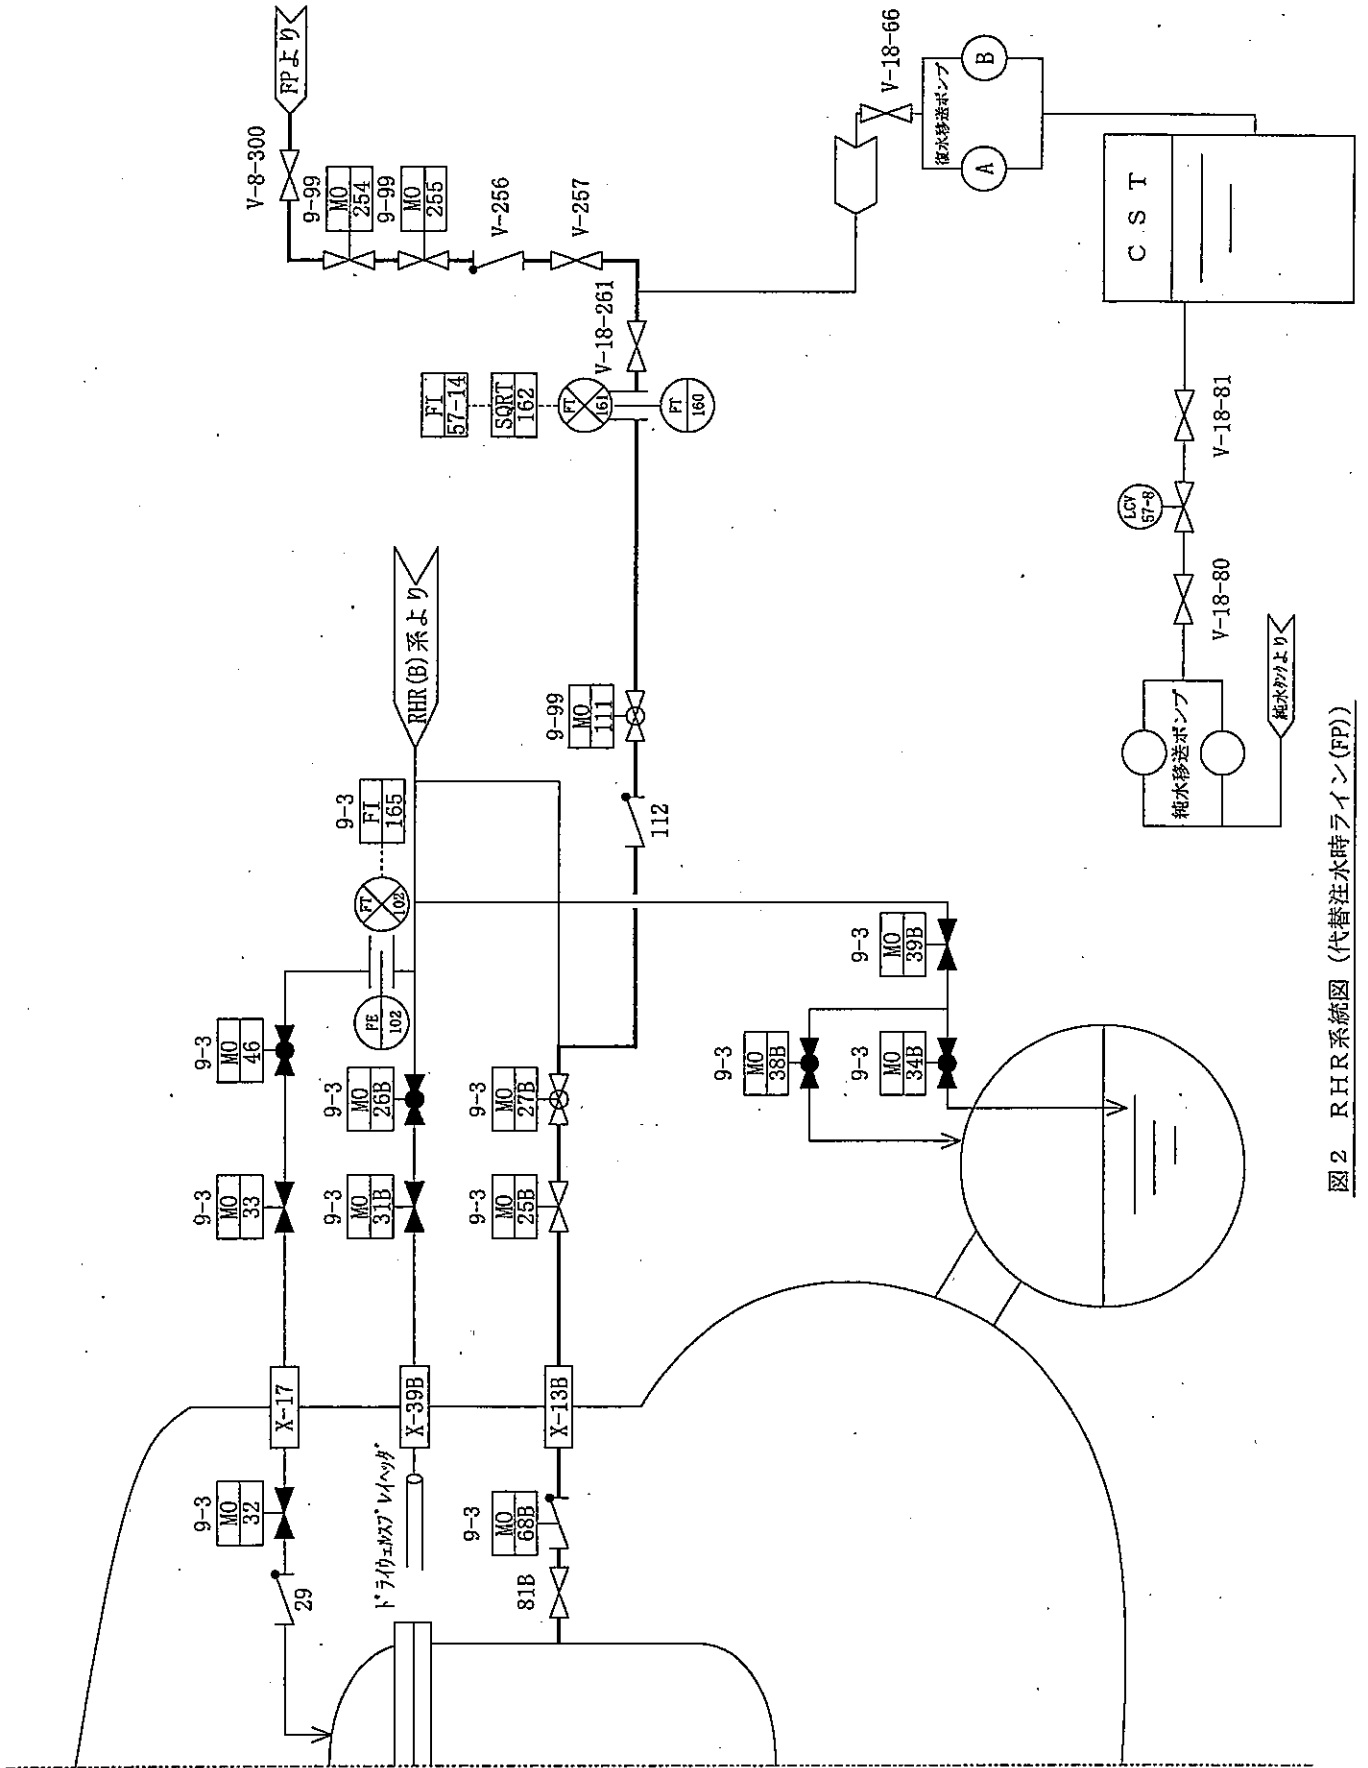 FPより
V-8-300
9-99
MO
254
9-99
MO
255
V-256
V-257
V-18-261
FI
57-14
SQRT
162
FI
161
FT
160
V-18-66
復水移送ポンプ
A
B
CST
V-18-81
LCV
57-8
V-18-80
純水移送ポンプ
純水タンクより
RHR(B)系より
9-3
FI
165
FT
102
FE
102
9-99
MO
111
112
9-3
MO
46
9-3
MO
33
X-17
9-3
MO
32
29
9-3
MO
26B
9-3
MO
31B
X-39B
ドライウェルスプレイヘッダ
9-3
MO
27B
9-3
MO
25B
X-13B
9-3
MO
68B
81B
9-3
MO
39B
9-3
MO
38B
9-3
MO
34B
図2 RHR系統図(代替注水時ライン(FP))